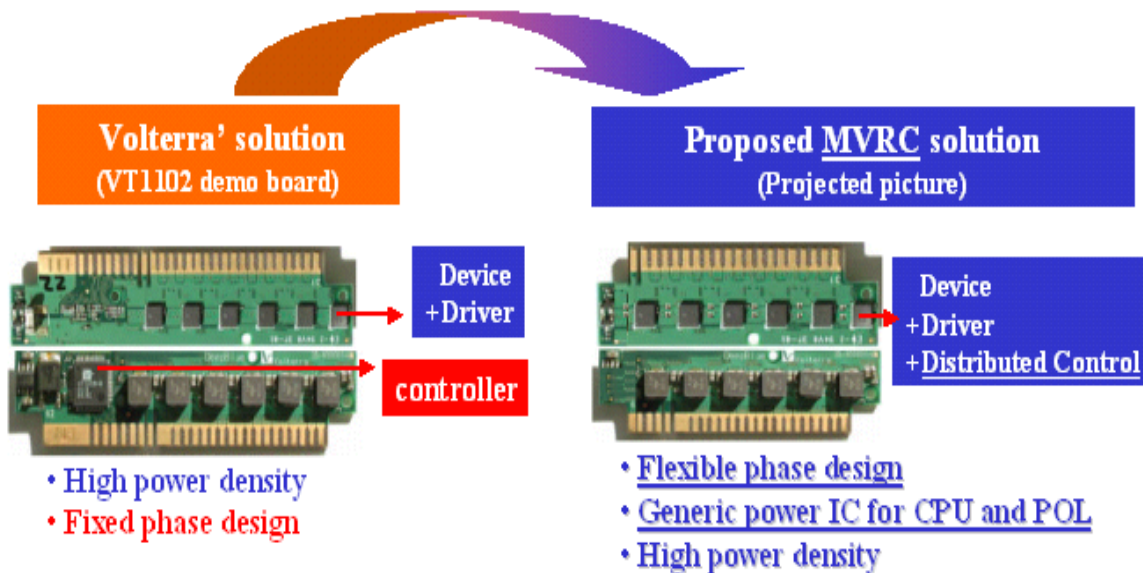 Volterra’ solution
(VT1102 demo board)
Proposed MVRC solution
(Projected picture)
Device
+Driver
controller
Device
+Driver
+Distributed Control
• High power density
• Fixed phase design
• Flexible phase design
• Generic power IC for CPU and POL
• High power density